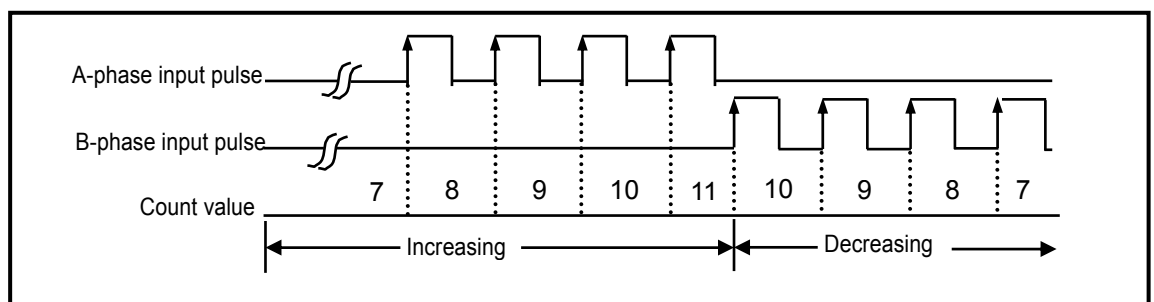 A-phase input pulse
B-phase input pulse
7 8 9 10 11 10 9 8 7
Count value
Increasing Decreasing